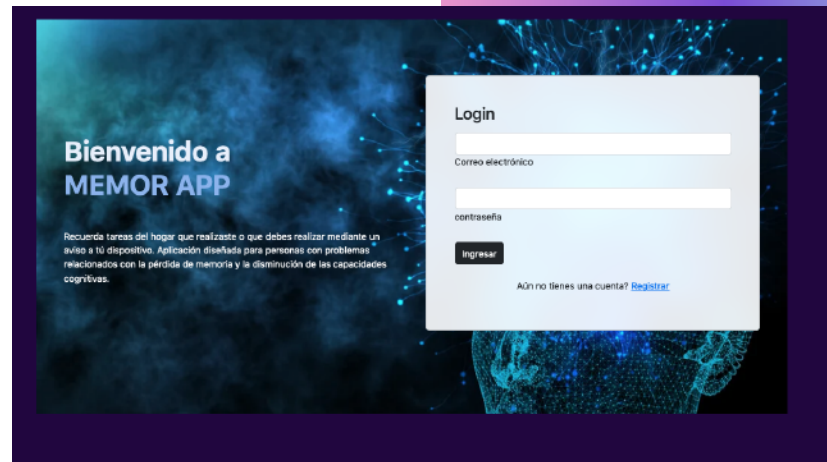 Bienvenido a
MEMOR APP
Recuerda tareas del hogar que realizaste o que debes realizar mediante un
aviso a tú dispositivo. Aplicación diseñada para personas con problemas
relacionados con la pérdida de memoria y la disminución de las capacidades
cognitivas.
Login
Correo electrónico
contraseña
Ingresar
Aún no tienes una cuenta? Registrar